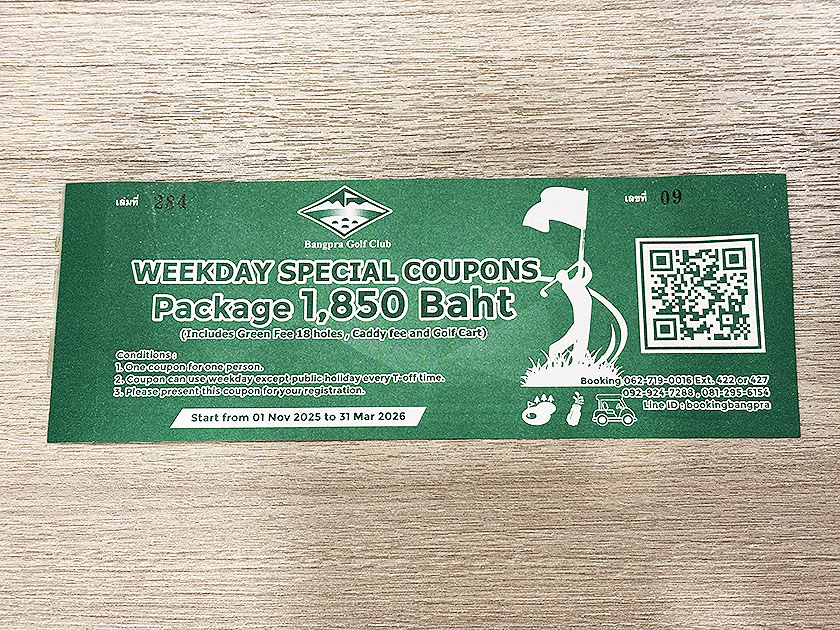 เล่มที่ 284
เลขที่ 09
Bangpra Golf Club
WEEKDAY SPECIAL COUPONS
Package 1,850 Baht
(Includes Green Fee 18 holes , Caddy fee and Golf Cart)
Conditions :
1. One coupon for one person.
2. Coupon can use weekday except public holiday every T-off time.
3. Please present this coupon for your registration.
Start from 01 Nov 2025 to 31 Mar 2026
Booking 062-719-0016 Ext. 422 or 427
092-924-7288 , 081-295-6154
Line ID : bookingbangpra